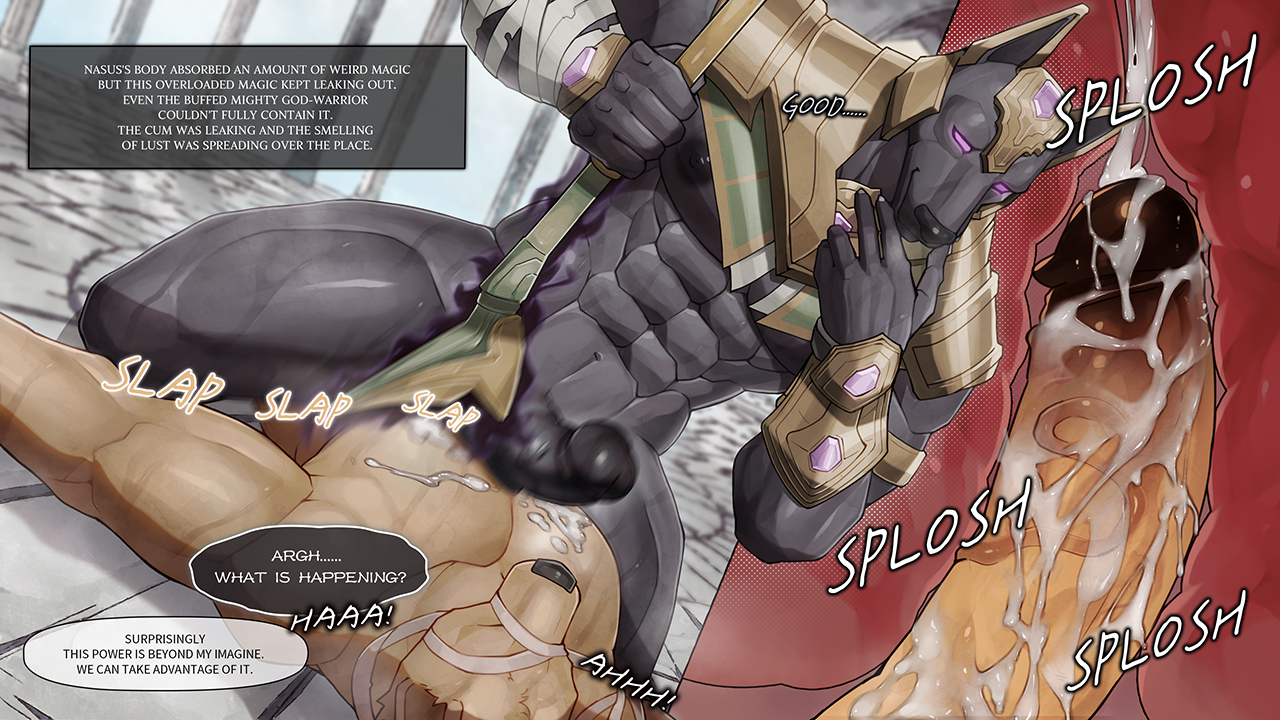 NASUS'S BODY ABSORBED AN AMOUNT OF WEIRD MAGIC
BUT THIS OVERLOADED MAGIC KEPT LEAKING OUT.
EVEN THE BUFFED MIGHTY GOD-WARRIOR
COULDN'T FULLY CONTAIN IT.
THE CUM WAS LEAKING AND THE SMELLING
OF LUST WAS SPREADING OVER THE PLACE.
GOOD......
SPLOSH
SLAP
SLAP
SLAP
SPLOSH
ARGH......
WHAT IS HAPPENING?
HAAA!
SURPRISINGLY
THIS POWER IS BEYOND MY IMAGINE.
WE CAN TAKE ADVANTAGE OF IT.
AHHH!
SPLOSH